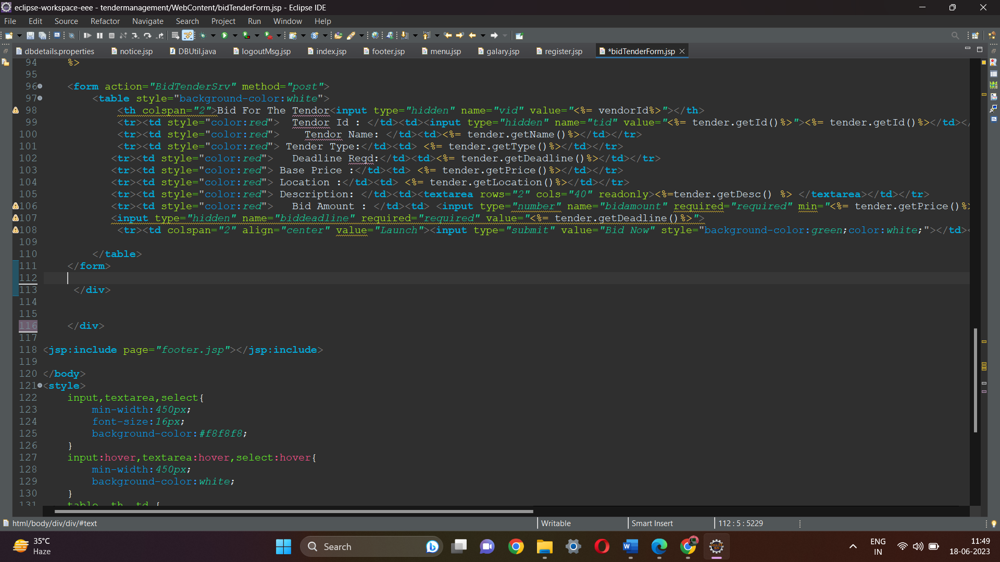 eclipse-workspace-eee - tendermanagement/WebContent/bidTenderForm.jsp - Eclipse IDE
File Edit Source Refactor Navigate Search Project Run Window Help
dbdetails.properties notice.jsp DBUtil.java logoutMsg.jsp index.jsp footer.jsp menu.jsp galary.jsp register.jsp *bidTenderForm.jsp
94 %>
95
96 <form action="BidTenderSrv" method="post">
97 <table style="background-color:white">
98 <th colspan="2">Bid For The Tendor<input type="hidden" name="vid" value="<%= vendorId%>"></th>
99 <tr><td style="color:red"> Tendor Id : </td><td><input type="hidden" name="tid" value="<%= tender.getId()%>"><%= tender.getId()%></td></
100 <tr><td style="color:red"> Tendor Name: </td><td><%= tender.getName()%></td></tr>
101 <tr><td style="color:red"> Tender Type:</td><td> <%= tender.getType()%></td></tr>
102 <tr><td style="color:red"> Deadline Reqd:</td><td><%= tender.getDeadline()%></td></tr>
103 <tr><td style="color:red"> Base Price :</td><td> <%= tender.getPrice()%></td></tr>
104 <tr><td style="color:red"> Location :</td><td> <%= tender.getLocation()%></td></tr>
105 <tr><td style="color:red"> Description: </td><td><textarea rows="2" cols="40" readonly><%=tender.getDesc() %> </textarea></td></tr>
106 <tr><td style="color:red"> Bid Amount : </td><td> <input type="number" name="bidamount" required="required" min="<%= tender.getPrice()%>
107 <input type="hidden" name="biddeadline" required="required" value="<%= tender.getDeadline()%>">
108 <tr><td colspan="2" align="center" value="Launch"><input type="submit" value="Bid Now" style="background-color:green;color:white;"></td><
109
110 </table>
111 </form>
112
113 </div>
114
115
116 </div>
117
118 <jsp:include page="footer.jsp"></jsp:include>
119
120 </body>
121 <style>
122 input,textarea,select{
123 min-width:450px;
124 font-size:16px;
125 background-color:#f8f8f8;
126 }
127 input:hover,textarea:hover,select:hover{
128 min-width:450px;
129 background-color:white;
130 }
131 table, th, td {
html/body/div/div/#text Writable Smart Insert 112 : 5 : 5229
35°C
Haze
Search
ENG
IN
11:49
18-06-2023